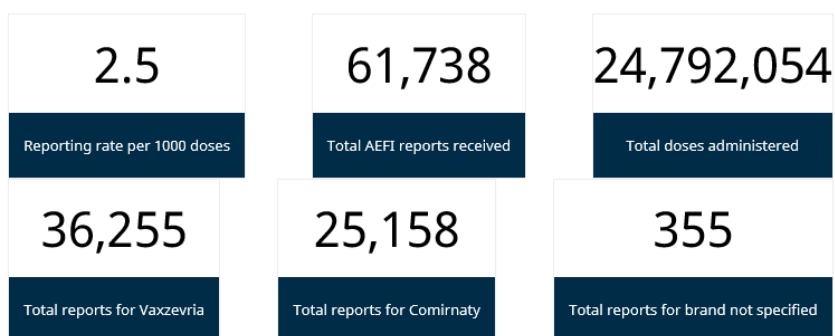 2.5
61,738
24,792,054
Reporting rate per 1000 doses
Total AEFI reports received
Total doses administered
36,255
25,158
355
Total reports for Vaxzevria
Total reports for Comirnaty
Total reports for brand not specified